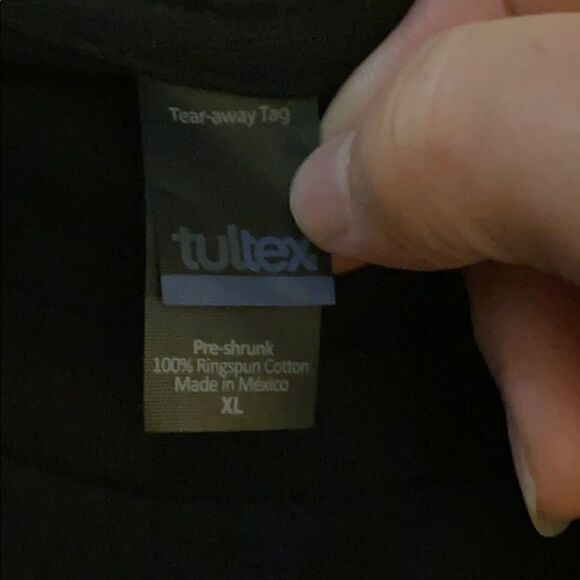 Tear-away Tag
tultex
Pre-shrunk
100% Ringspun Cotton
Made in México
XL